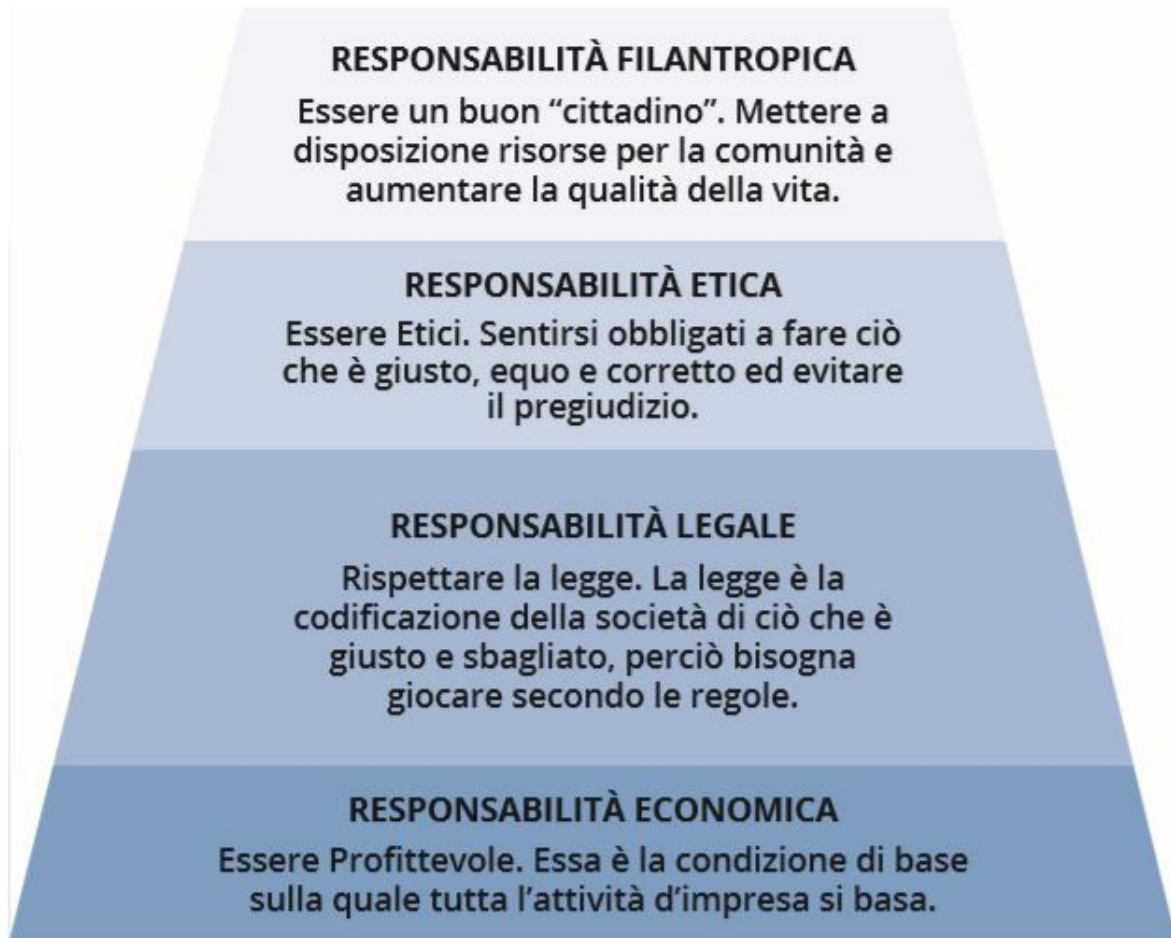 RESPONSABILITÀ FILANTROPICA
Essere un buon “cittadino”. Mettere a
disposizione risorse per la comunità e
aumentare la qualità della vita.
RESPONSABILITÀ ETICA
Essere Etici. Sentirsi obbligati a fare ciò
che è giusto, equo e corretto ed evitare
il pregiudizio.
RESPONSABILITÀ LEGALE
Rispettare la legge. La legge è la
codificazione della società di ciò che è
giusto e sbagliato, perciò bisogna
giocare secondo le regole.
RESPONSABILITÀ ECONOMICA
Essere Profittevole. Essa è la condizione di base
sulla quale tutta l’attività d’impresa si basa.